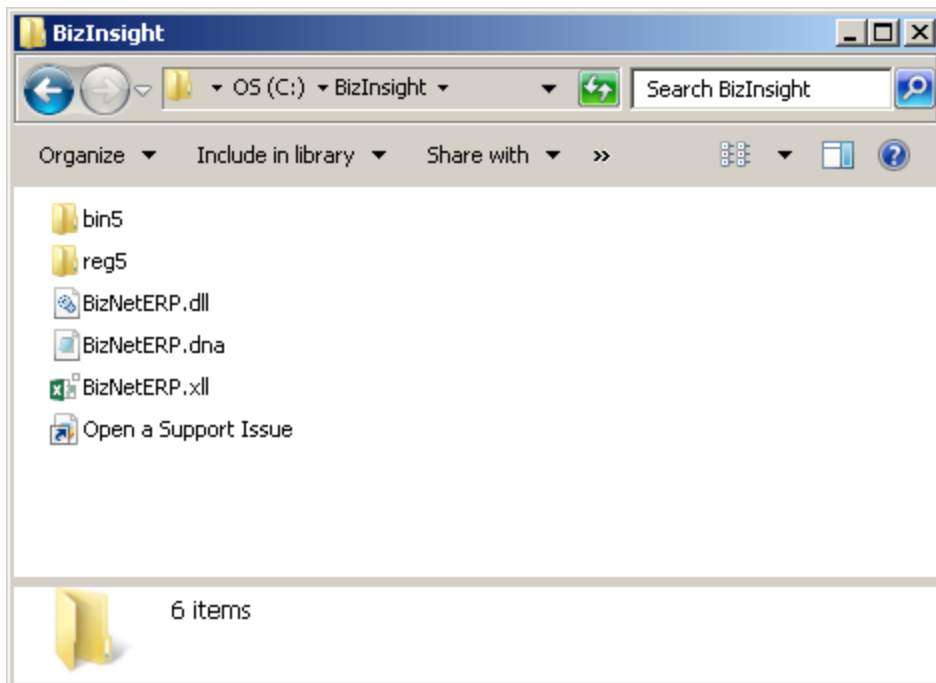 BizInsight
OS (C:) BizInsight Search BizInsight
Organize Include in library Share with »
bin5
reg5
BizNetERP.dll
BizNetERP.dna
BizNetERP.xll
Open a Support Issue
6 items